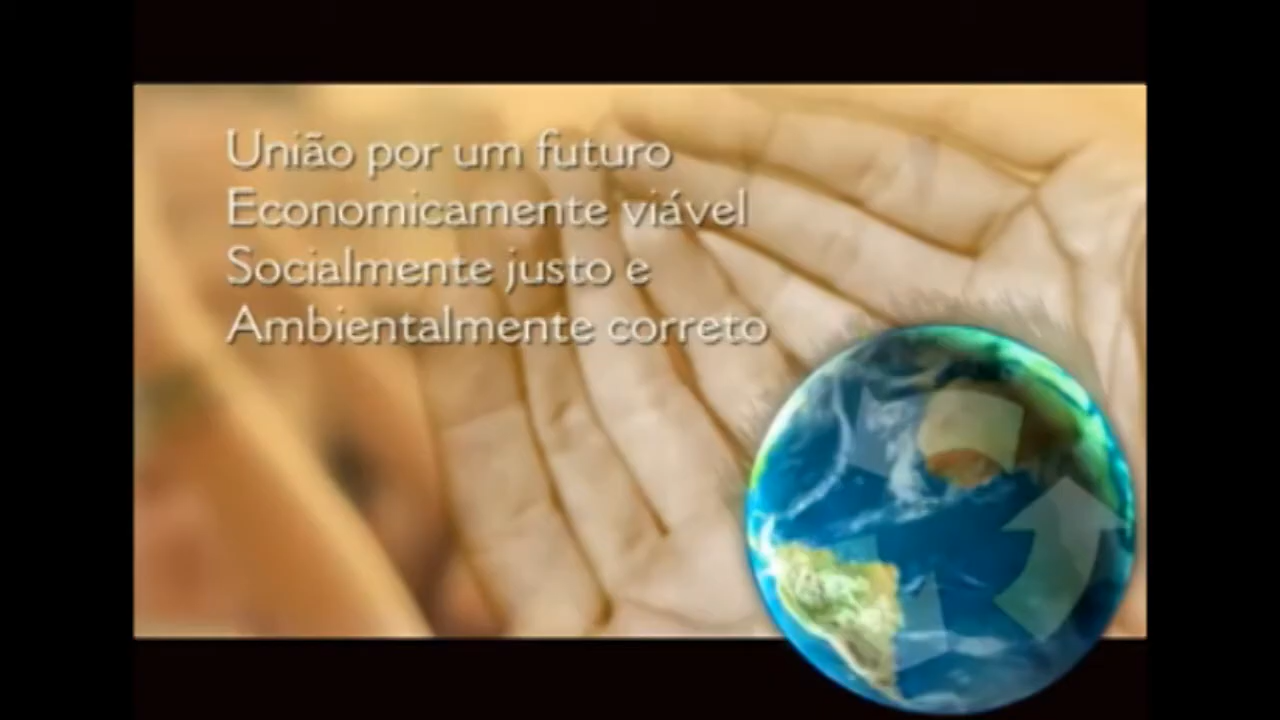 União por um futuro
Economicamente viável
Socialmente justo e
Ambientalmente correto